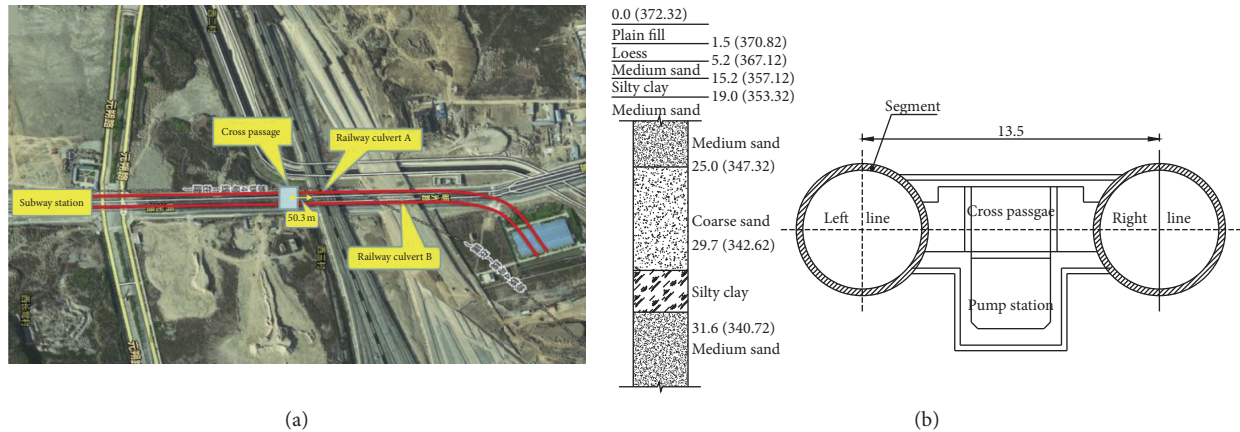 Cross passage
Railway culvert A
Subway station
50.3 m
Railway culvert B
(a)
0.0 (372.32)
Plain fill
1.5 (370.82)
Loess
5.2 (367.12)
Medium sand
15.2 (357.12)
Silty clay
19.0 (353.32)
Medium sand
Medium sand
25.0 (347.32)
Coarse sand
29.7 (342.62)
Silty clay
31.6 (340.72)
Medium sand
Segment
13.5
Left line
Cross passgae
Right line
Pump station
(b)